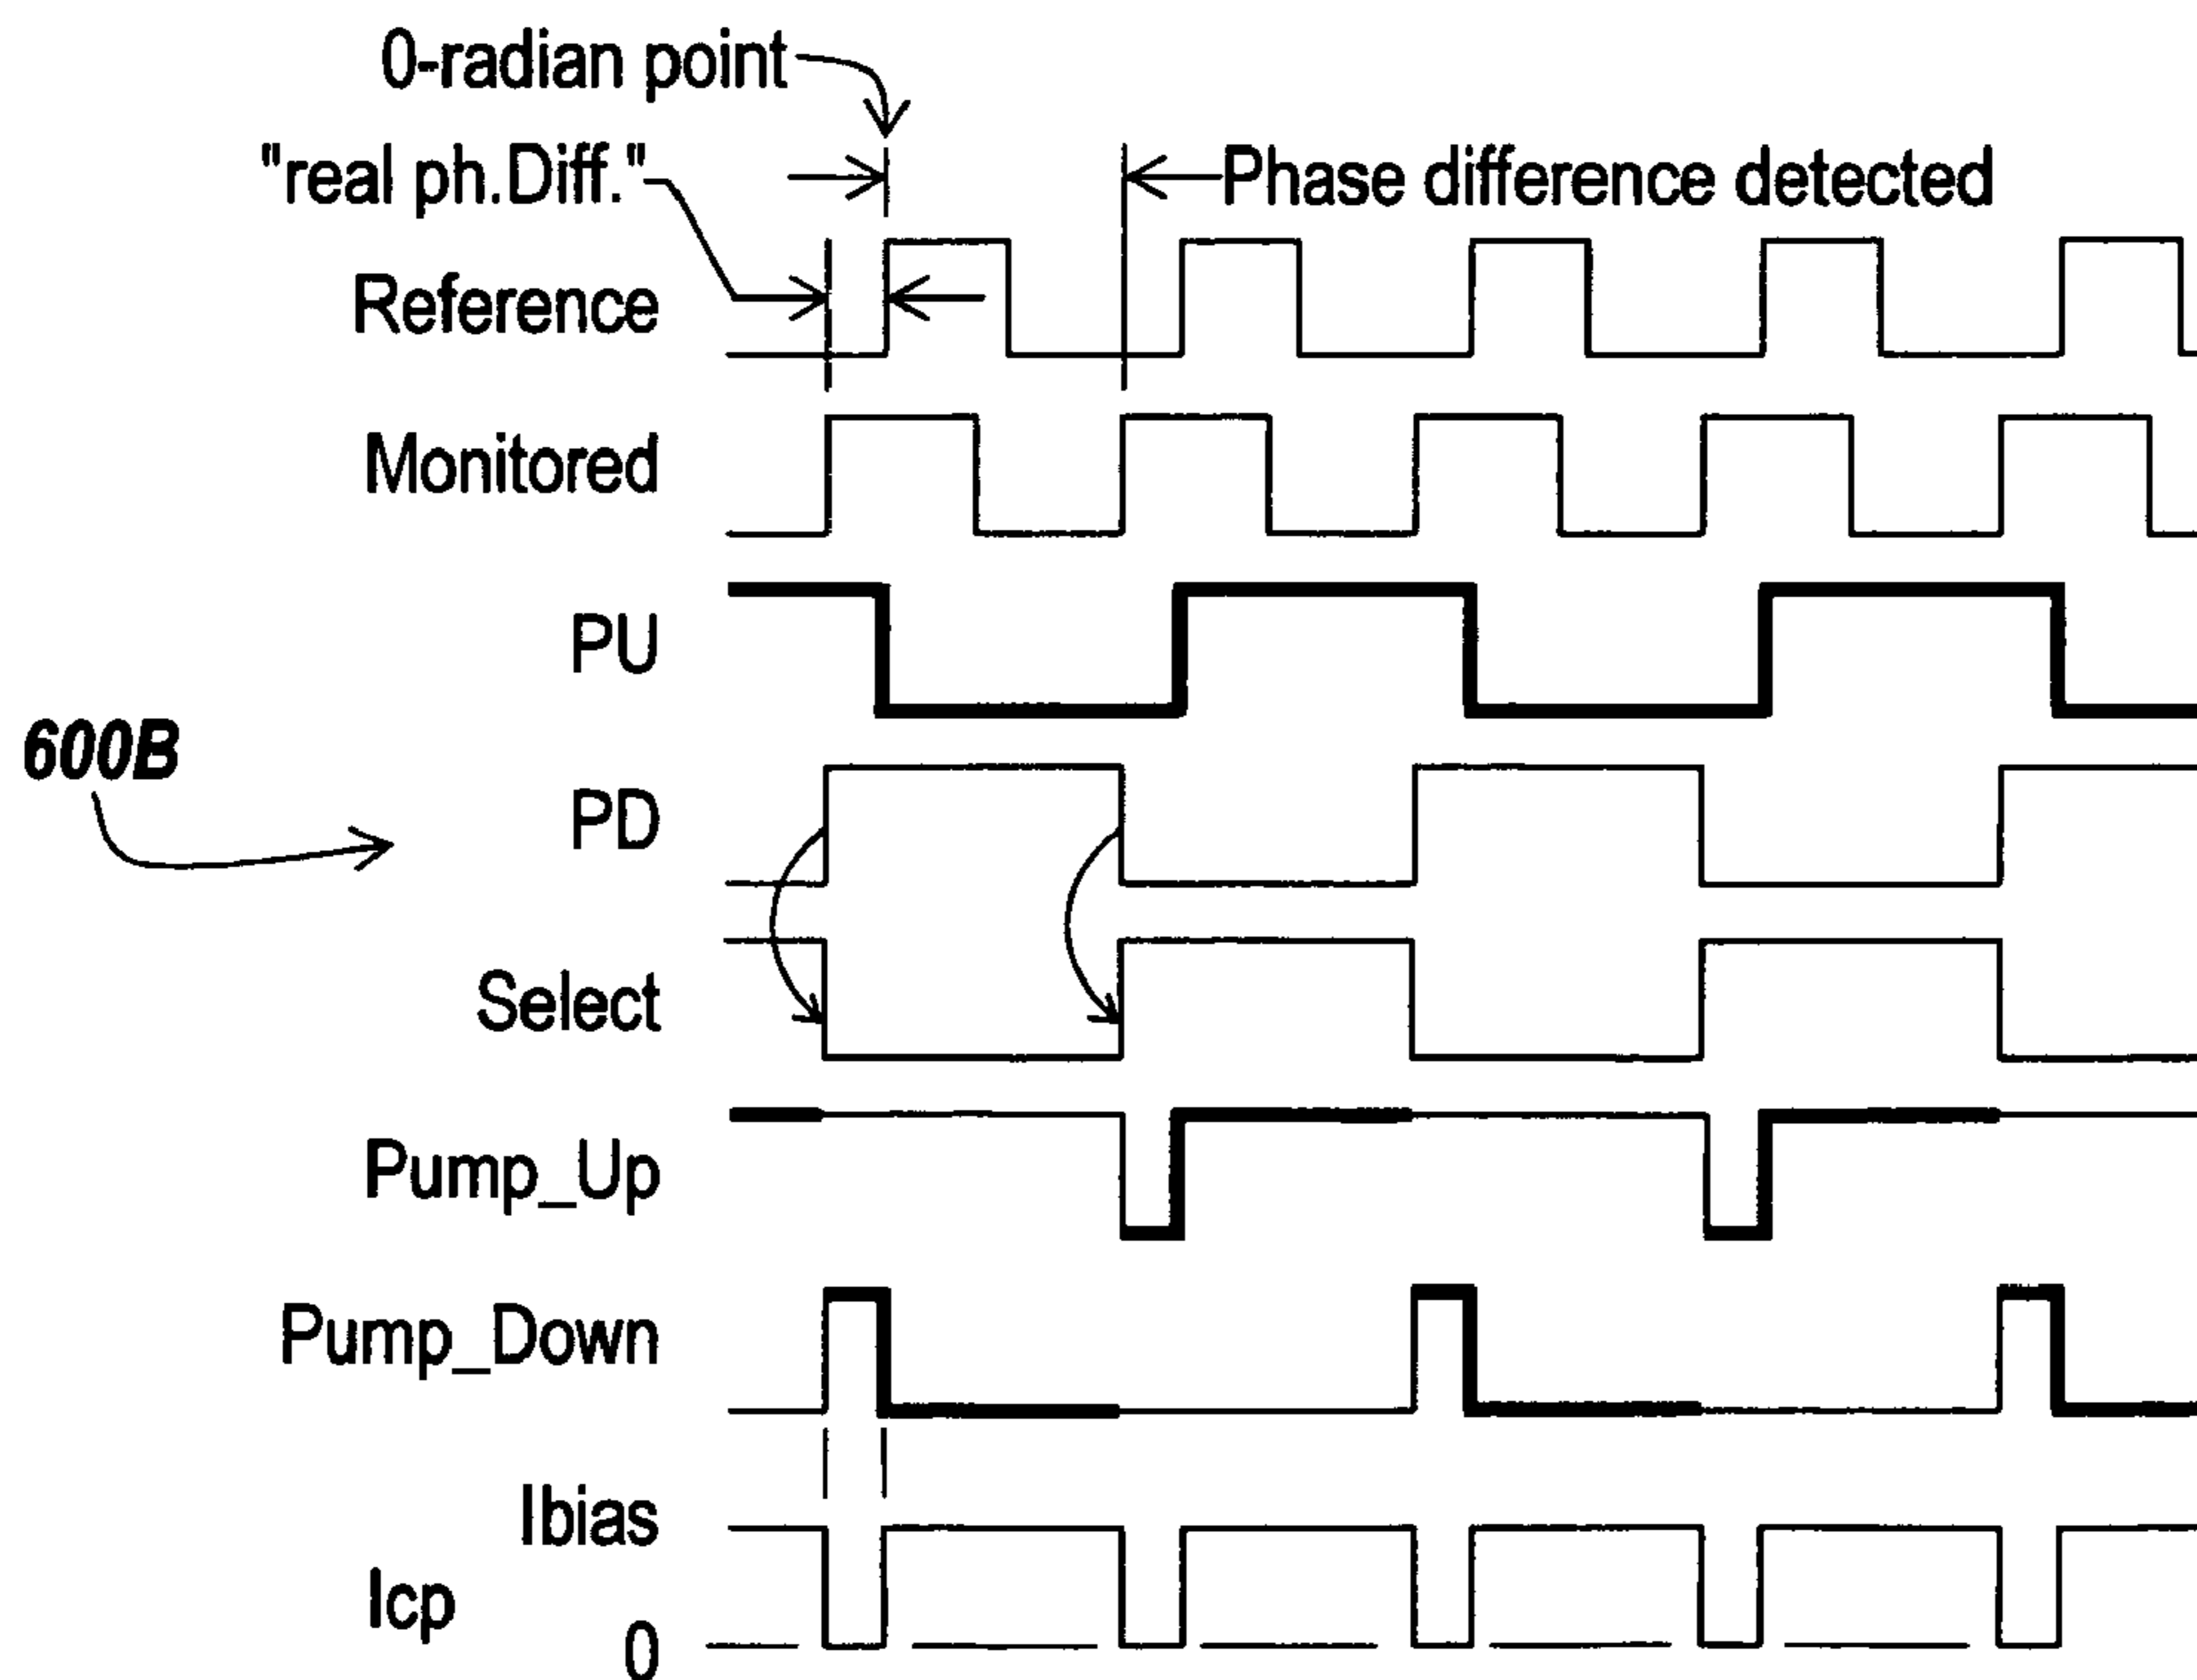 0-radian point
"real ph.Diff."
Phase difference detected
Reference
Monitored
PU
600B
PD
Select
Pump_Up
Pump_Down
Ibias
Icp
0